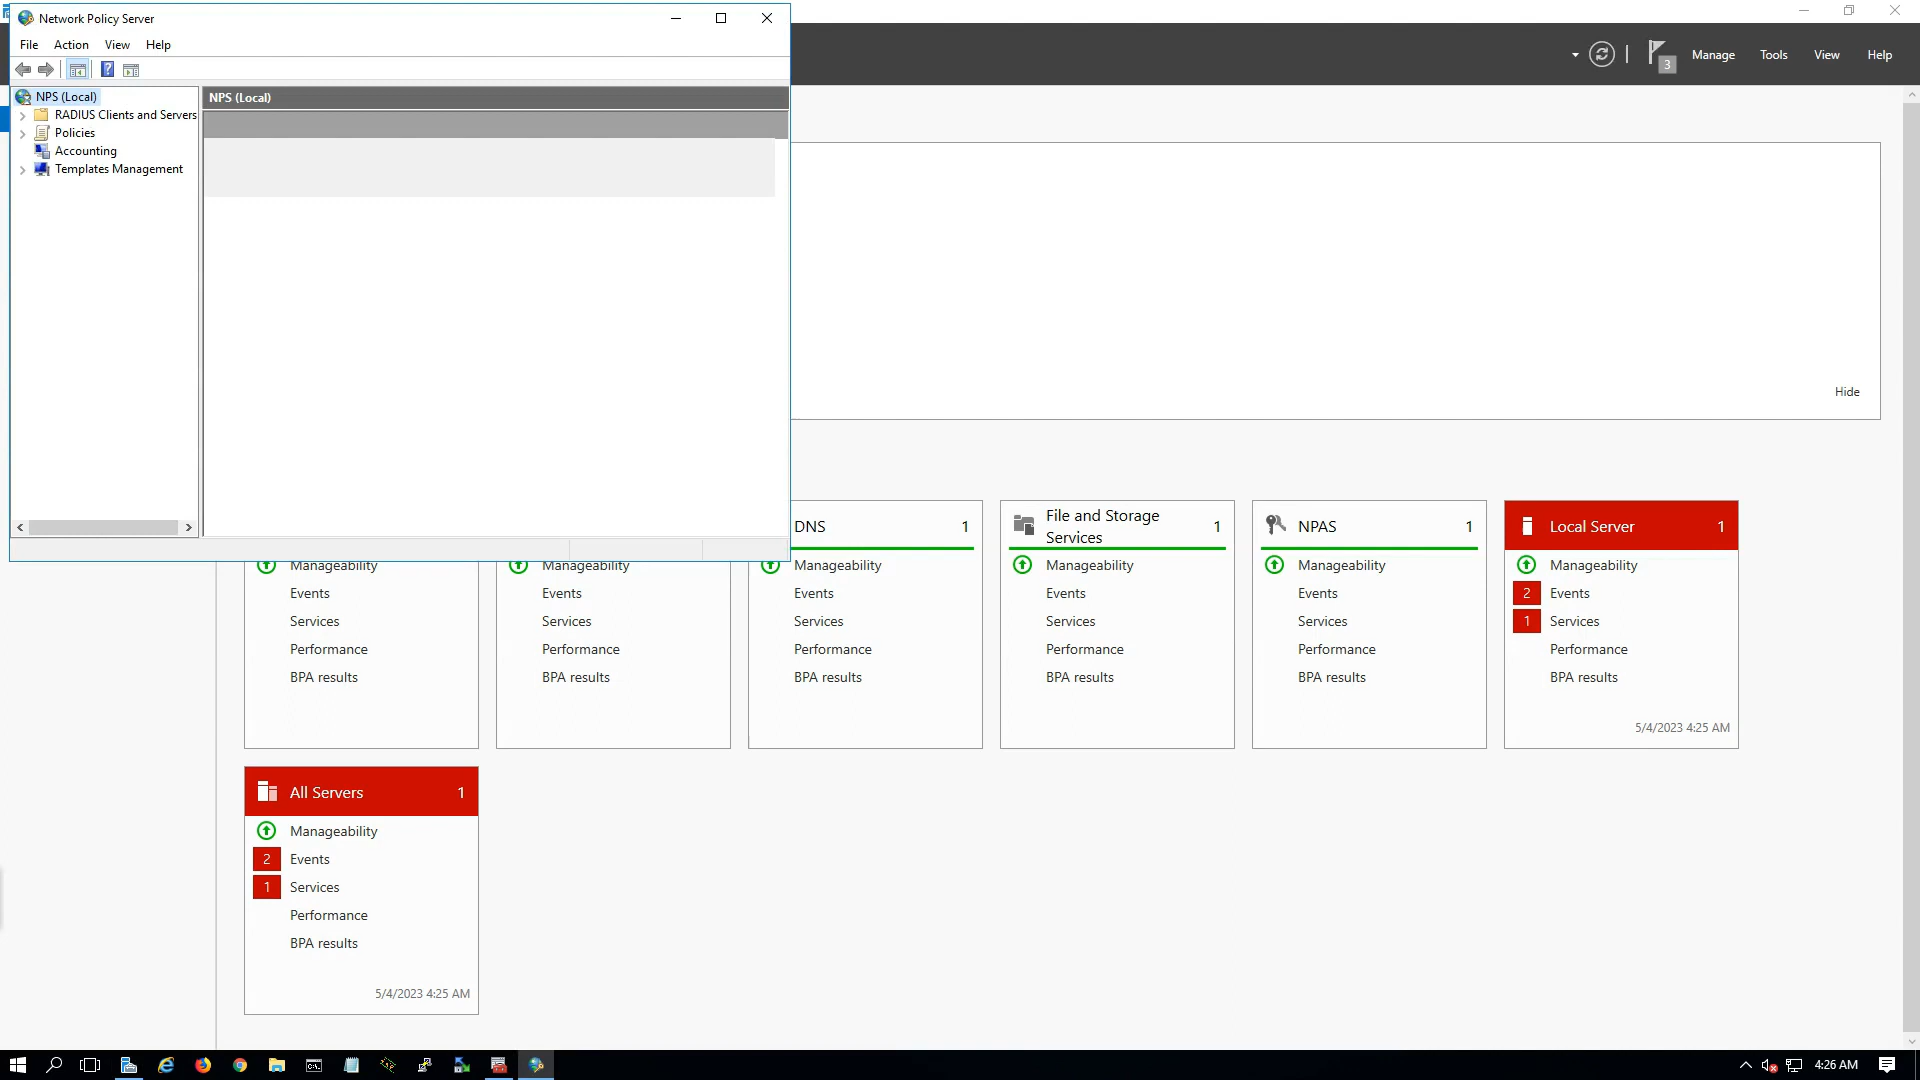 Network Policy Server
File Action View Help
Manage Tools View Help
3
NPS (Local)
RADIUS Clients and Servers
Policies
Accounting
Templates Management
NPS (Local)
Hide
DNS 1
Manageability
Events
Services
Performance
BPA results
File and Storage
Services
1
Manageability
Events
Services
Performance
BPA results
NPAS 1
Manageability
Events
Services
Performance
BPA results
Local Server 1
Manageability
2 Events
1 Services
Performance
BPA results
5/4/2023 4:25 AM
Manageability
Events
Services
Performance
BPA results
Manageability
Events
Services
Performance
BPA results
All Servers 1
Manageability
2 Events
1 Services
Performance
BPA results
5/4/2023 4:25 AM
4:26 AM